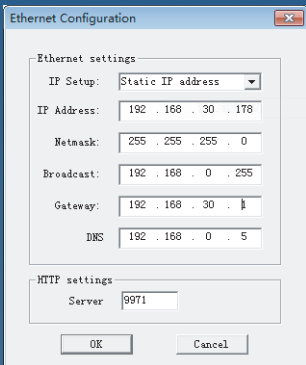 Ethernet Configuration
Ethernet settings
IP Setup: Static IP address
IP Address: 192 . 168 . 30 . 178
Netmask: 255 . 255 . 255 . 0
Broadcast: 192 . 168 . 0 . 255
Gateway: 192 . 168 . 30 . 1
DNS 192 . 168 . 0 . 5
HTTP settings
Server 9971
OK Cancel